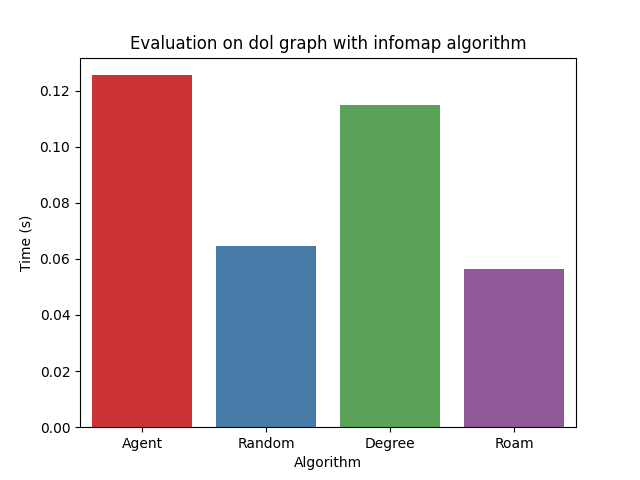 Evaluation on dol graph with infomap algorithm
Time (s)
0.12
0.10
0.08
0.06
0.04
0.02
0.00
Agent Random Degree Roam
Algorithm